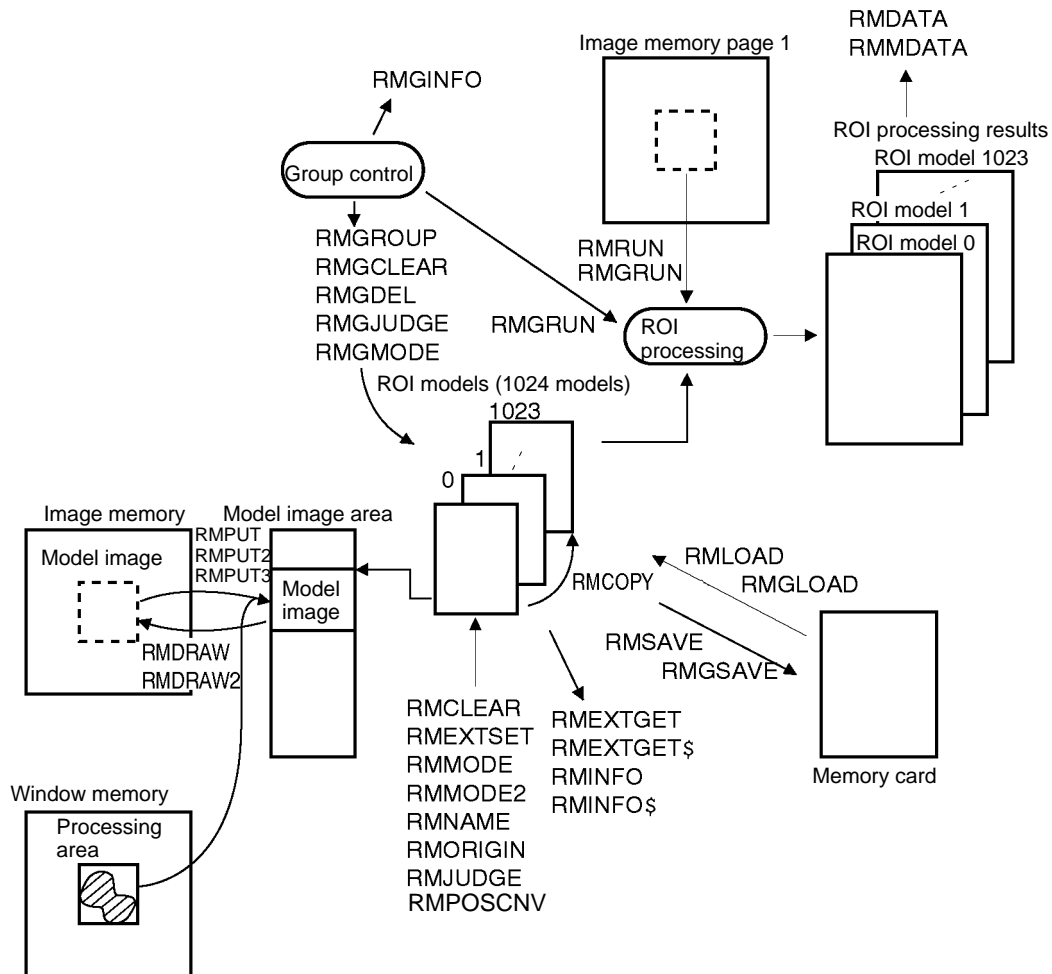 RMDATA
RMMDATA
Image memory page 1
RMGINFO
ROI processing results
ROI model 1023
Group control
ROI model 1
ROI model 0
RMGROUP
RMGCLEAR
RMGDEL
RMGJUDGE
RMGMODE
RMRUN
RMGRUN
RMGRUN
ROI
processing
ROI models (1024 models)
1023
1
0
Image memory
Model image area
RMPUT
RMPUT2
RMPUT3
Model image
Model
image
RMDRAW
RMDRAW2
RMCOPY
RMLOAD
RMGLOAD
RMSAVE
RMGSAVE
Memory card
RMCLEAR
RMEXTSET
RMMODE
RMMODE2
RMNAME
RMORIGIN
RMJUDGE
RMPOSCNV
RMEXTGET
RMEXTGET$
RMINFO
RMINFO$
Window memory
Processing
area